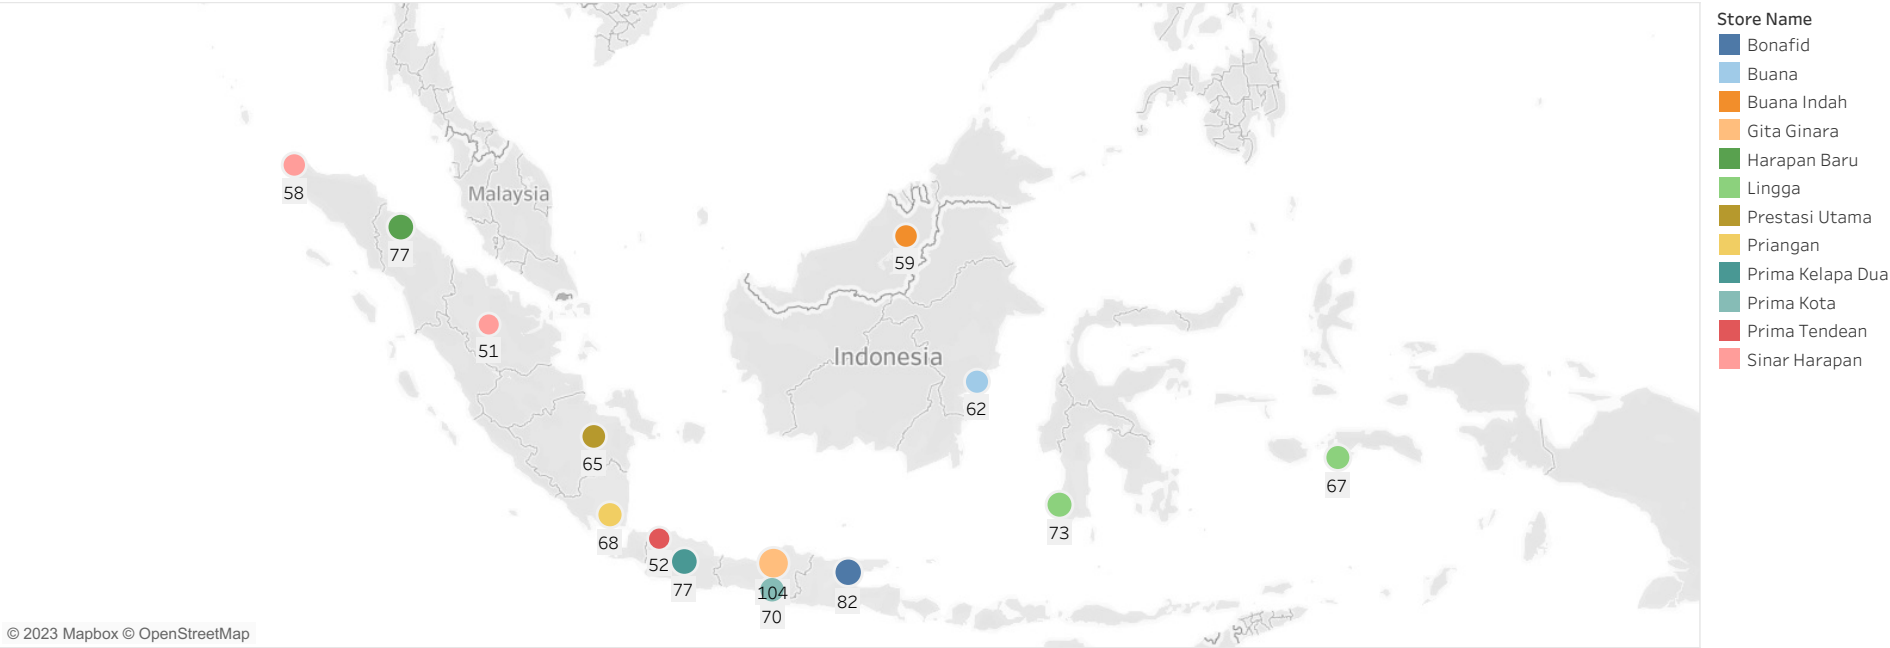 Store Name
Bonafid
Buana
Buana Indah
Gita Ginara
Harapan Baru
Lingga
Prestasi Utama
Priangan
Prima Kelapa Dua
Prima Kota
Prima Tendean
Sinar Harapan
58
Malaysia
77
59
51
Indonesia
62
65
67
73
68
52
77
104
70
82
© 2023 Mapbox © OpenStreetMap